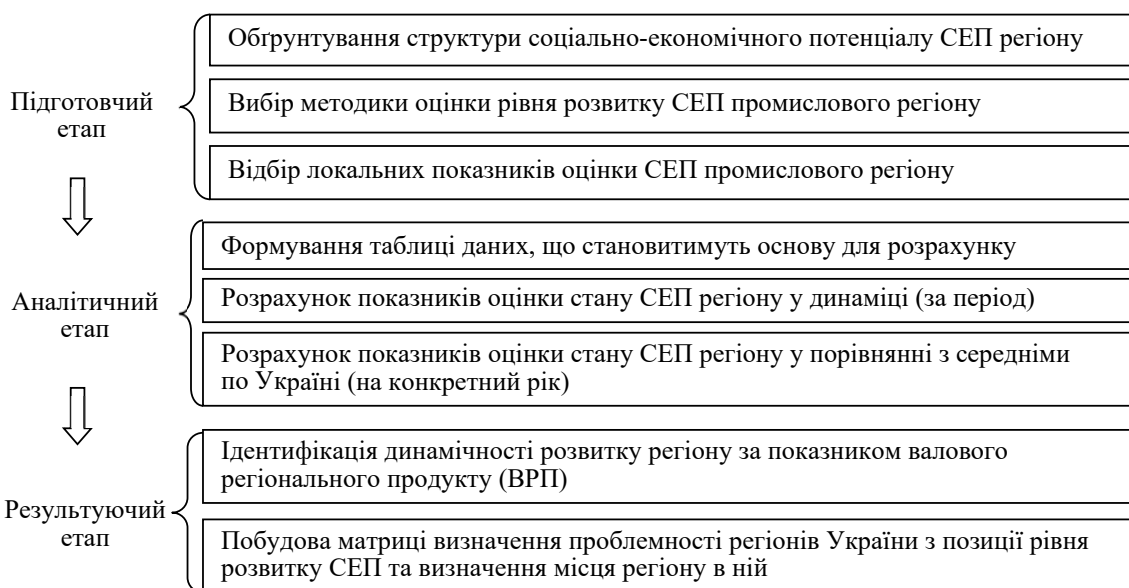 Підготовчий
етап
Обґрунтування структури соціально-економічного потенціалу СЕП регіону
Вибір методики оцінки рівня розвитку СЕП промислового регіону
Відбір локальних показників оцінки СЕП промислового регіону
Аналітичний
етап
Формування таблиці даних, що становитимуть основу для розрахунку
Розрахунок показників оцінки стану СЕП регіону у динаміці (за період)
Розрахунок показників оцінки стану СЕП регіону у порівнянні з середніми
по Україні (на конкретний рік)
Результуючий
етап
Ідентифікація динамічності розвитку регіону за показником валового
регіонального продукту (ВРП)
Побудова матриці визначення проблемності регіонів України з позиції рівня
розвитку СЕП та визначення місця регіону в ній